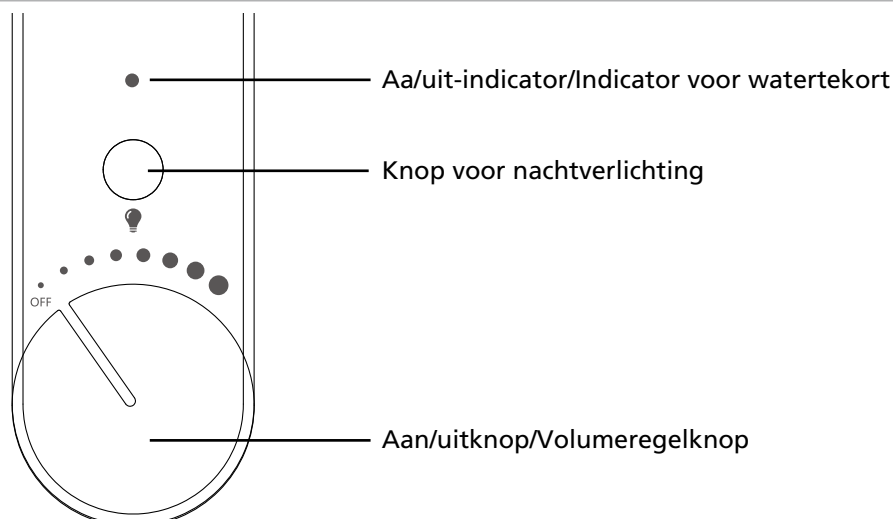 Aa/uit-indicator/Indicator voor watertekort
Knop voor nachtverlichting
OFF
Aan/uitknop/Volumeregelknop